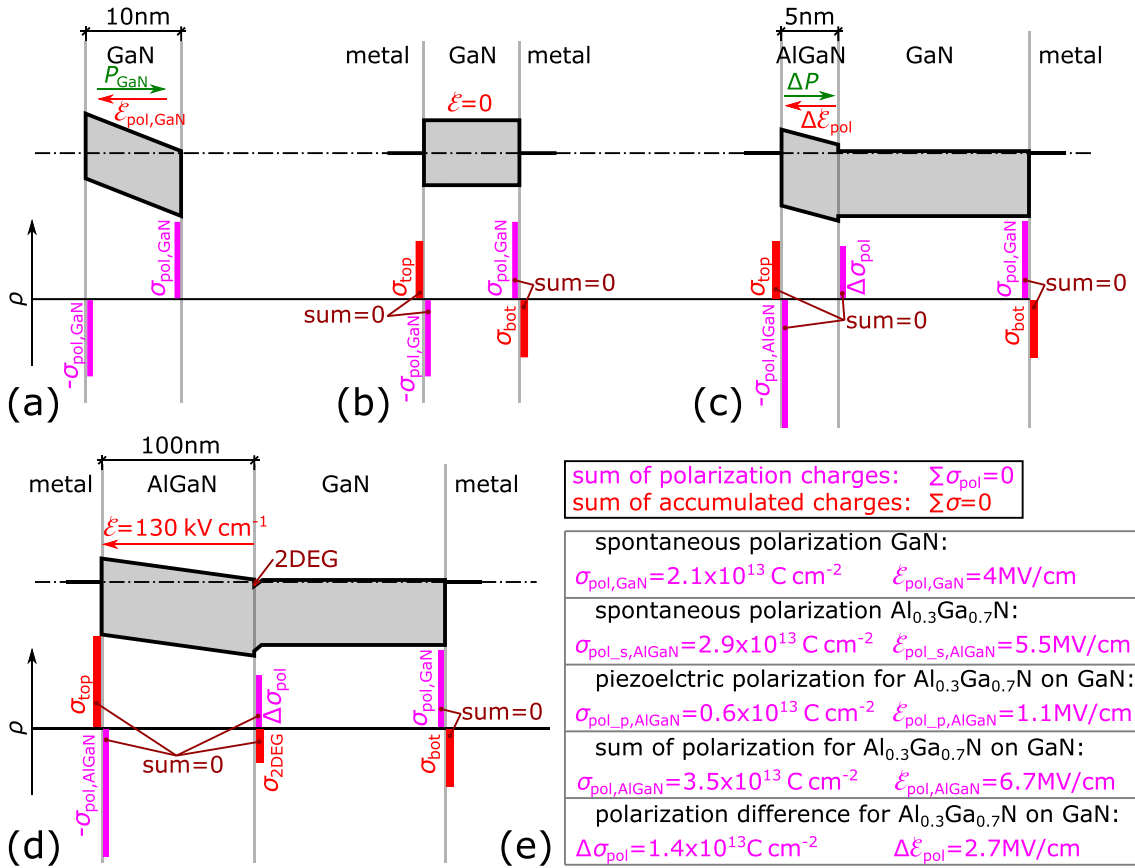 10nm
GaN
P_GaN
ℰ_pol,GaN
ρ
-σ_pol,GaN
σ_pol,GaN
(a)
metal GaN metal
ℰ=0
σ_top
-σ_pol,GaN
σ_pol,GaN
σ_bot
sum=0
sum=0
(b)
5nm
AlGaN GaN metal
ΔP
Δℰ_pol
σ_top
-σ_pol,AlGaN
Δσ_pol
σ_pol,GaN
σ_bot
sum=0
sum=0
(c)
100nm
metal AlGaN GaN metal
ℰ=130 kV cm⁻¹
2DEG
ρ
σ_top
-σ_pol,AlGaN
Δσ_pol
σ_2DEG
σ_pol,GaN
σ_bot
sum=0
sum=0
(d)
sum of polarization charges: Σσ_pol=0
sum of accumulated charges: Σσ=0
spontaneous polarization GaN:
σ_pol,GaN=2.1x10¹³ C cm⁻² ℰ_pol,GaN=4MV/cm
spontaneous polarization Al₀.₃Ga₀.₇N:
σ_pol_s,AlGaN=2.9x10¹³ C cm⁻² ℰ_pol_s,AlGaN=5.5MV/cm
piezoelctric polarization for Al₀.₃Ga₀.₇N on GaN:
σ_pol_p,AlGaN=0.6x10¹³ C cm⁻² ℰ_pol_p,AlGaN=1.1MV/cm
sum of polarization for Al₀.₃Ga₀.₇N on GaN:
σ_pol,AlGaN=3.5x10¹³ C cm⁻² ℰ_pol,AlGaN=6.7MV/cm
polarization difference for Al₀.₃Ga₀.₇N on GaN:
Δσ_pol=1.4x10¹³C cm⁻² Δℰ_pol=2.7MV/cm
(e)